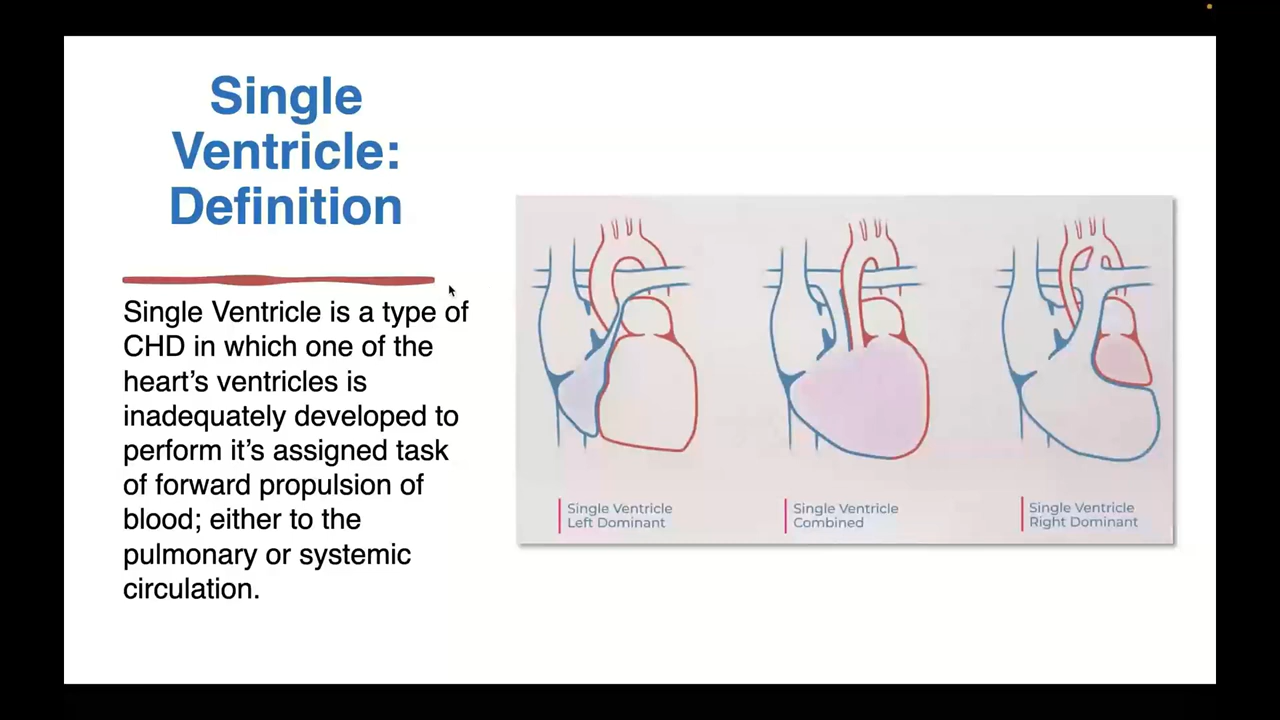 Single
Ventricle:
Definition
Single Ventricle is a type of
CHD in which one of the
heart’s ventricles is
inadequately developed to
perform it’s assigned task
of forward propulsion of
blood; either to the
pulmonary or systemic
circulation.
Single Ventricle
Left Dominant
Single Ventricle
Combined
Single Ventricle
Right Dominant